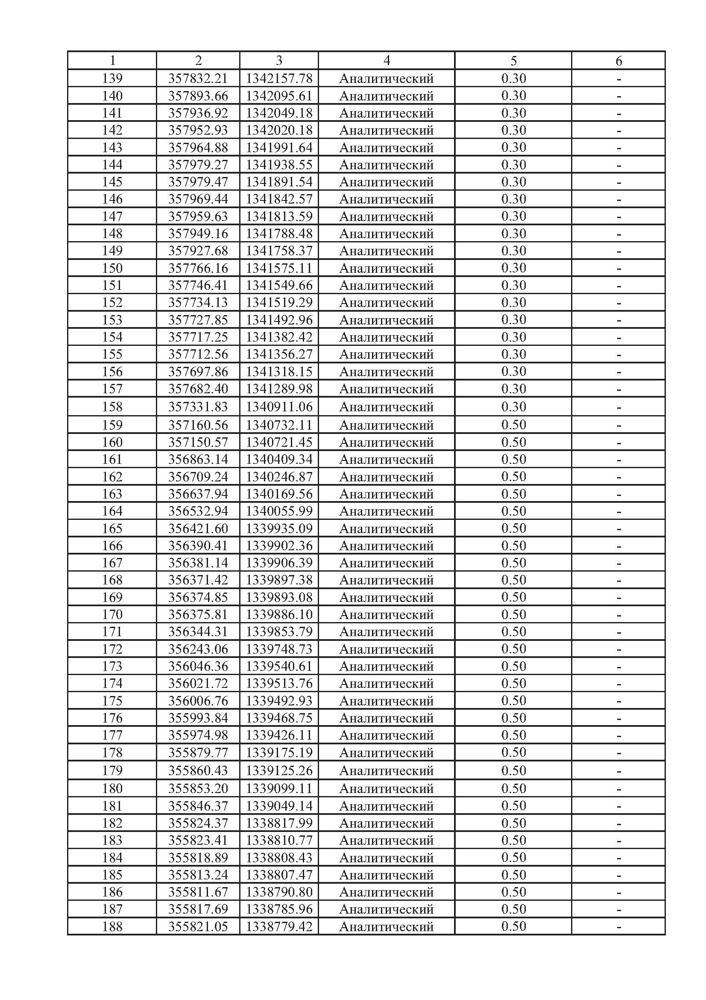 1 2 3 4 5 6
139 357832.21 1342157.78 Аналитический 0.30 -
140 357893.66 1342095.61 Аналитический 0.30 -
141 357936.92 1342049.18 Аналитический 0.30 -
142 357952.93 1342020.18 Аналитический 0.30 -
143 357964.88 1341991.64 Аналитический 0.30 -
144 357979.27 1341938.55 Аналитический 0.30 -
145 357979.47 1341891.54 Аналитический 0.30 -
146 357969.44 1341842.57 Аналитический 0.30 -
147 357959.63 1341813.59 Аналитический 0.30 -
148 357949.16 1341788.48 Аналитический 0.30 -
149 357927.68 1341758.37 Аналитический 0.30 -
150 357766.16 1341575.11 Аналитический 0.30 -
151 357746.41 1341549.66 Аналитический 0.30 -
152 357734.13 1341519.29 Аналитический 0.30 -
153 357727.85 1341492.96 Аналитический 0.30 -
154 357717.25 1341382.42 Аналитический 0.30 -
155 357712.56 1341356.27 Аналитический 0.30 -
156 357697.86 1341318.15 Аналитический 0.30 -
157 357682.40 1341289.98 Аналитический 0.30 -
158 357331.83 1340911.06 Аналитический 0.30 -
159 357160.56 1340732.11 Аналитический 0.50 -
160 357150.57 1340721.45 Аналитический 0.50 -
161 356863.14 1340409.34 Аналитический 0.50 -
162 356709.24 1340246.87 Аналитический 0.50 -
163 356637.94 1340169.56 Аналитический 0.50 -
164 356532.94 1340055.99 Аналитический 0.50 -
165 356421.60 1339935.09 Аналитический 0.50 -
166 356390.41 1339902.36 Аналитический 0.50 -
167 356381.14 1339906.39 Аналитический 0.50 -
168 356371.42 1339897.38 Аналитический 0.50 -
169 356374.85 1339893.08 Аналитический 0.50 -
170 356375.81 1339886.10 Аналитический 0.50 -
171 356344.31 1339853.79 Аналитический 0.50 -
172 356243.06 1339748.73 Аналитический 0.50 -
173 356046.36 1339540.61 Аналитический 0.50 -
174 356021.72 1339513.76 Аналитический 0.50 -
175 356006.76 1339492.93 Аналитический 0.50 -
176 355993.84 1339468.75 Аналитический 0.50 -
177 355974.98 1339426.11 Аналитический 0.50 -
178 355879.77 1339175.19 Аналитический 0.50 -
179 355860.43 1339125.26 Аналитический 0.50 -
180 355853.20 1339099.11 Аналитический 0.50 -
181 355846.37 1339049.14 Аналитический 0.50 -
182 355824.37 1338817.99 Аналитический 0.50 -
183 355823.41 1338810.77 Аналитический 0.50 -
184 355818.89 1338808.43 Аналитический 0.50 -
185 355813.24 1338807.47 Аналитический 0.50 -
186 355811.67 1338790.80 Аналитический 0.50 -
187 355817.69 1338785.96 Аналитический 0.50 -
188 355821.05 1338779.42 Аналитический 0.50 -